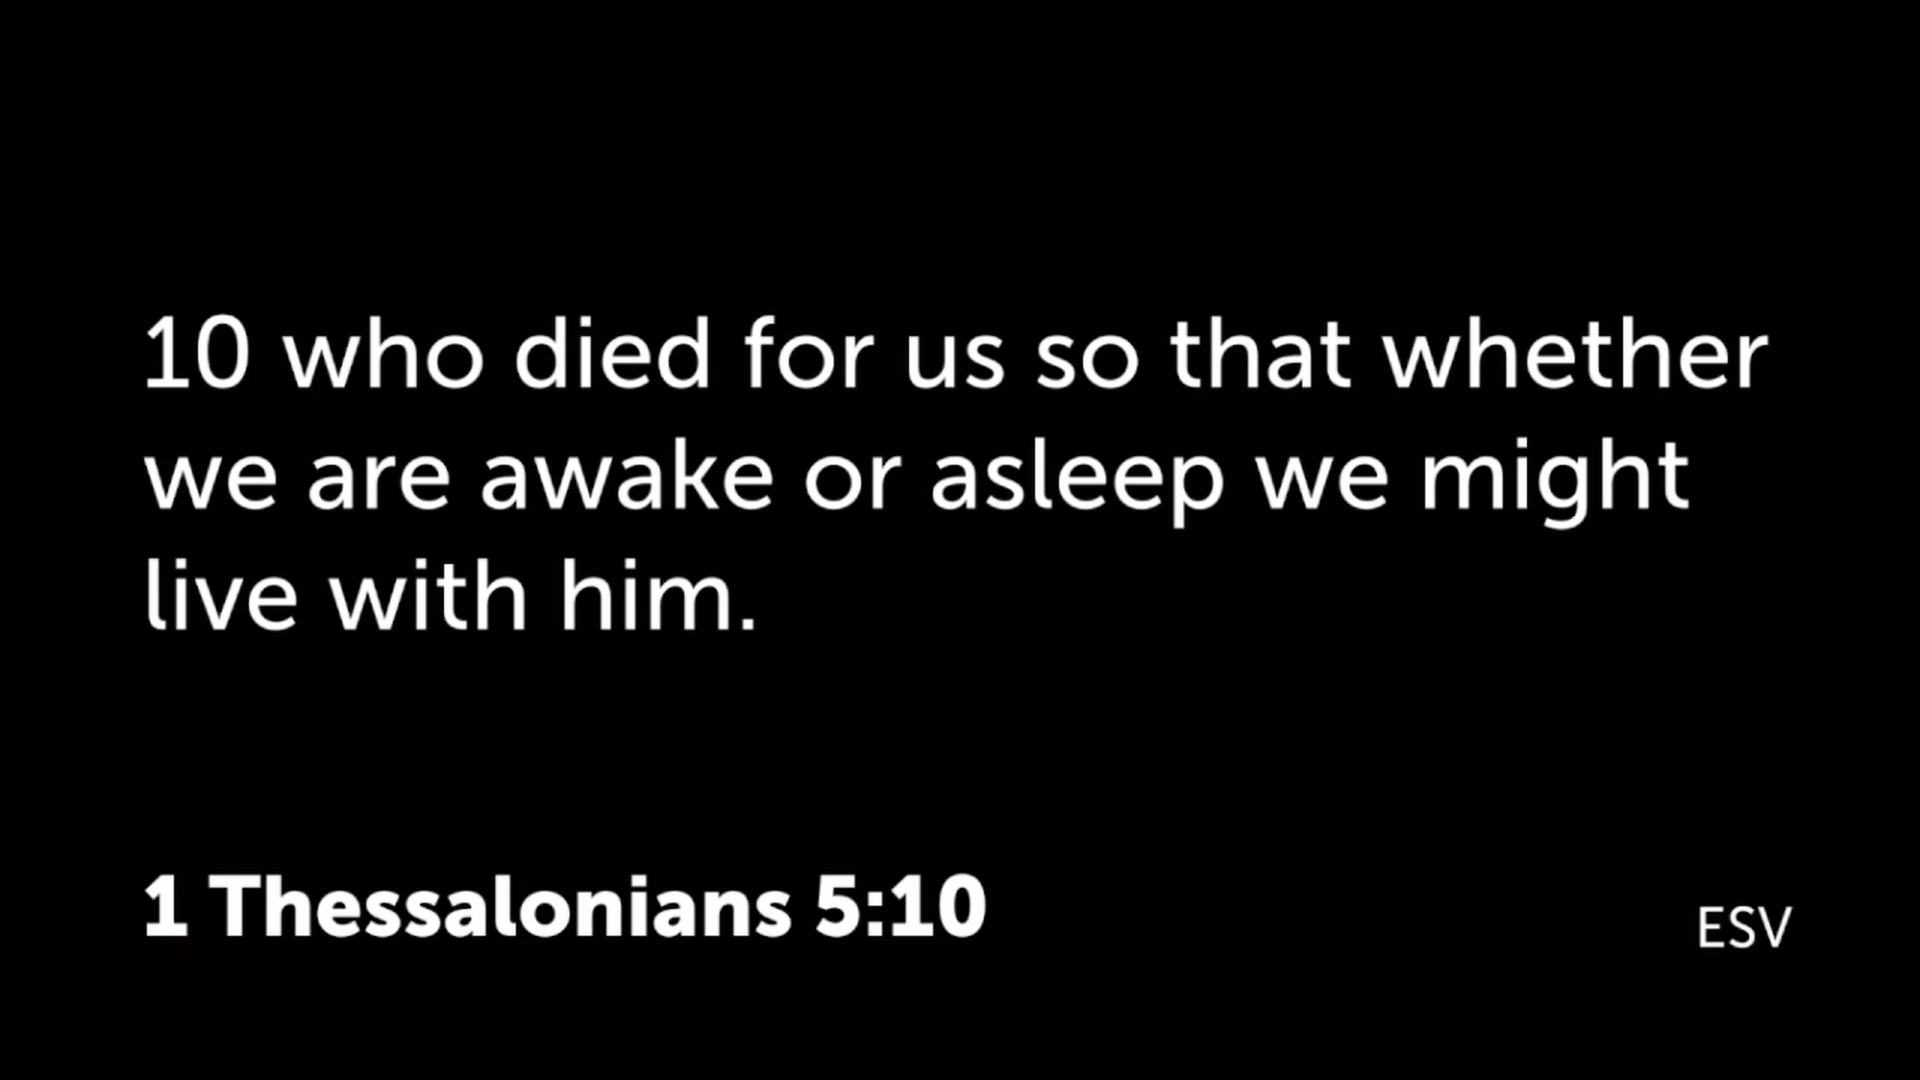 10 who died for us so that whether
we are awake or asleep we might
live with him.
1 Thessalonians 5:10
ESV